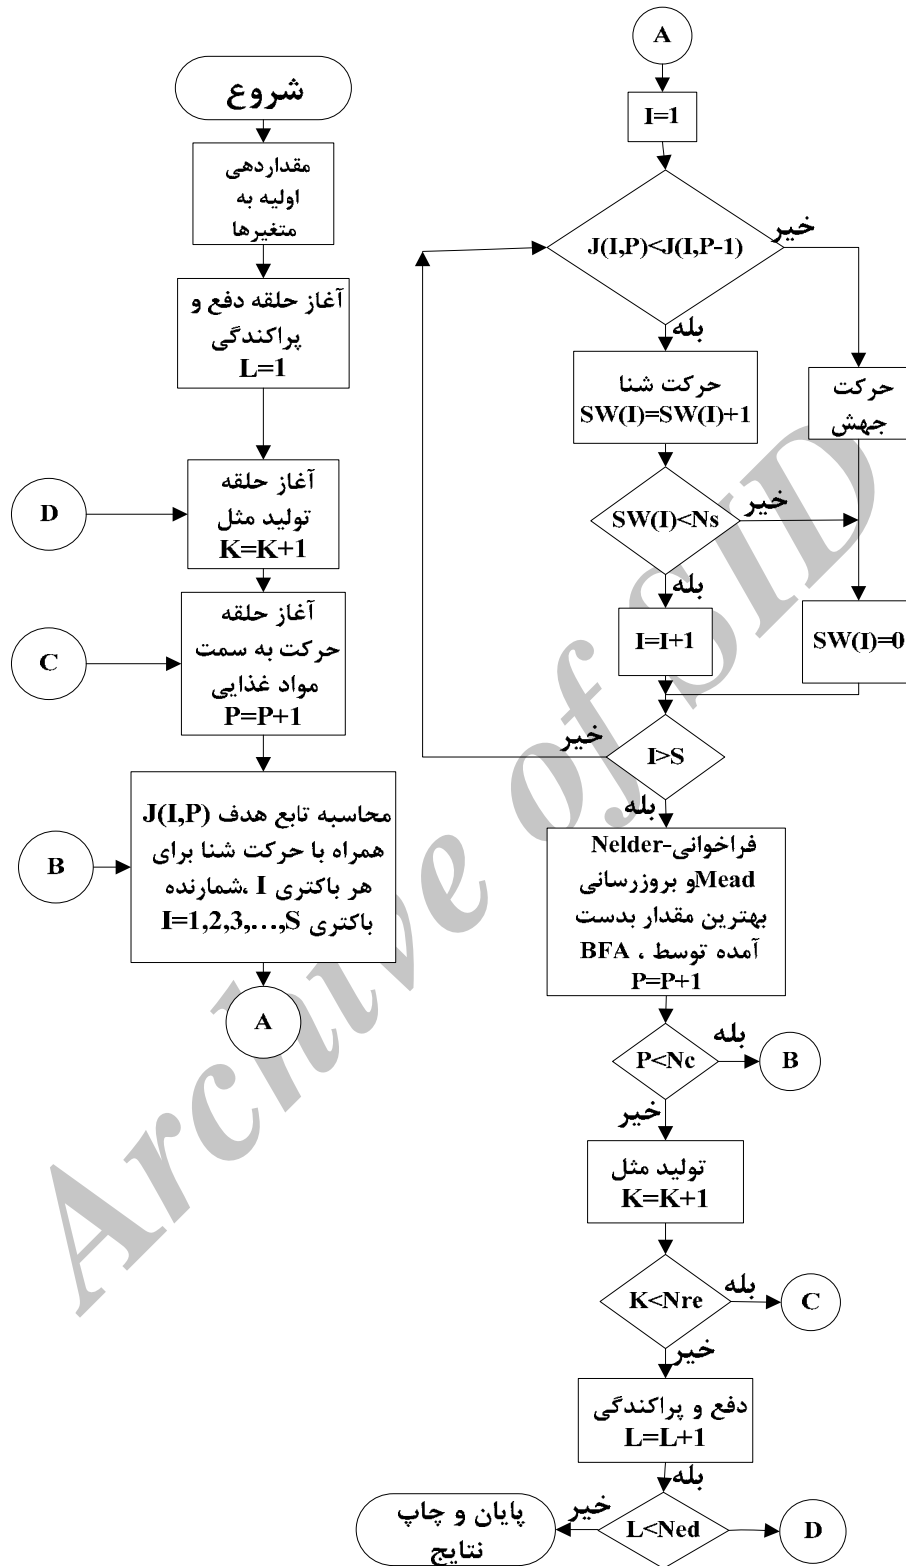 شروع
مقداردهی
اولیه به
متغیرها
آغاز حلقه دفع و
پراکندگی
L=1
D
آغاز حلقه
تولید مثل
K=K+1
C
آغاز حلقه
حرکت به سمت
مواد غذایی
P=P+1
B
محاسبه تابع هدف J(I,P)
همراه با حرکت شنا برای
هر باکتری I ،شمارنده
باکتری I=1,2,3,…,S
A
A
I=1
J(I,P)<J(I,P-1)
خیر
بله
حرکت شنا
SW(I)=SW(I)+1
حرکت
جهش
SW(I)<Ns
خیر
بله
I=I+1
SW(I)=0
I>S
خیر
بله
فراخوانی-Nelder
Meadو بروزرسانی
بهترین مقدار بدست
آمده توسط ، BFA
P=P+1
P<Nc
بله
B
خیر
تولید مثل
K=K+1
K<Nre
بله
C
خیر
دفع و پراکندگی
L=L+1
بله
L<Ned
D
خیر
پایان و چاپ
نتایج
Archive of SID